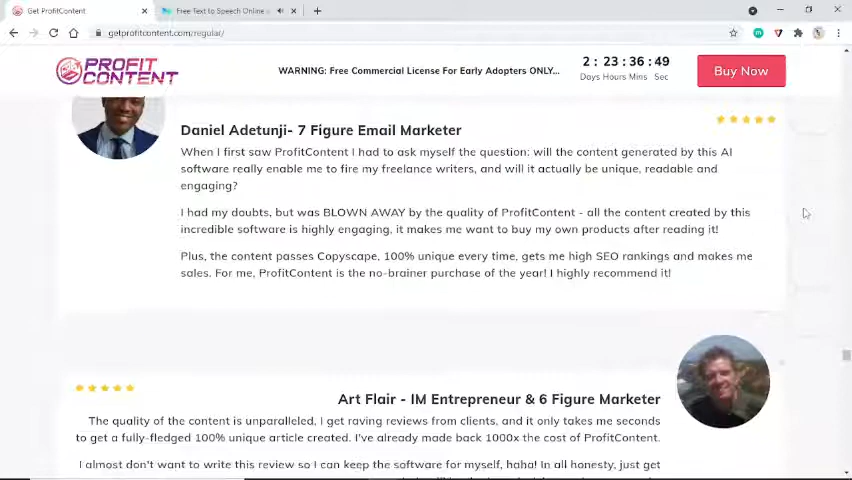 Get ProfitContent
Free Text to Speech Online a
getprofitcontent.com/regular/
PROFIT
CONTENT
WARNING: Free Commercial License For Early Adopters ONLY...
2 : 23 : 36 : 49
Days Hours Mins Sec
Buy Now
Daniel Adetunji- 7 Figure Email Marketer
When I first saw ProfitContent I had to ask myself the question: will the content generated by this AI
software really enable me to fire my freelance writers, and will it actually be unique, readable and
engaging?
I had my doubts, but was BLOWN AWAY by the quality of ProfitContent - all the content created by this
incredible software is highly engaging, it makes me want to buy my own products after reading it!
Plus, the content passes Copyscape, 100% unique every time, gets me high SEO rankings and makes me
sales. For me, ProfitContent is the no-brainer purchase of the year! I highly recommend it!
Art Flair - IM Entrepreneur & 6 Figure Marketer
The quality of the content is unparalleled, I get raving reviews from clients, and it only takes me seconds
to get a fully-fledged 100% unique article created. I've already made back 1000x the cost of ProfitContent.
I almost don't want to write this review so I can keep the software for myself, haha! In all honesty, just get